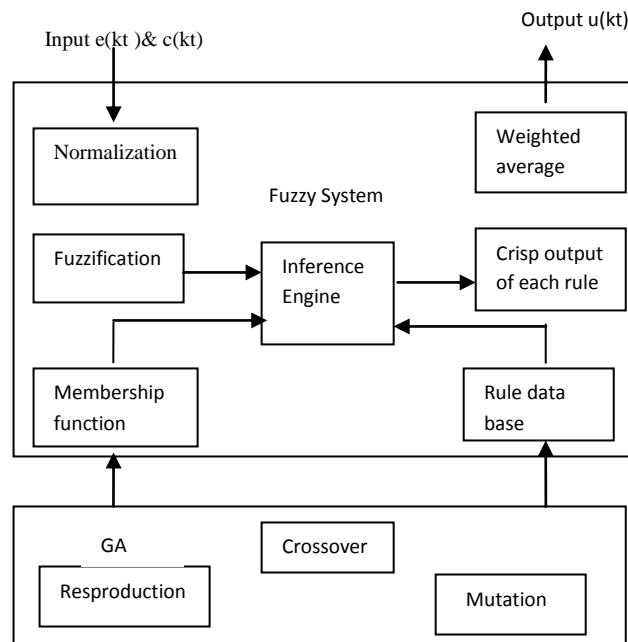 Output u(kt)
Input e(kt )& c(kt)
Normalization
Weighted
average
Fuzzy System
Fuzzification
Inference
Engine
Crisp output
of each rule
Membership
function
Rule data
base
GA
Crossover
Resproduction
Mutation